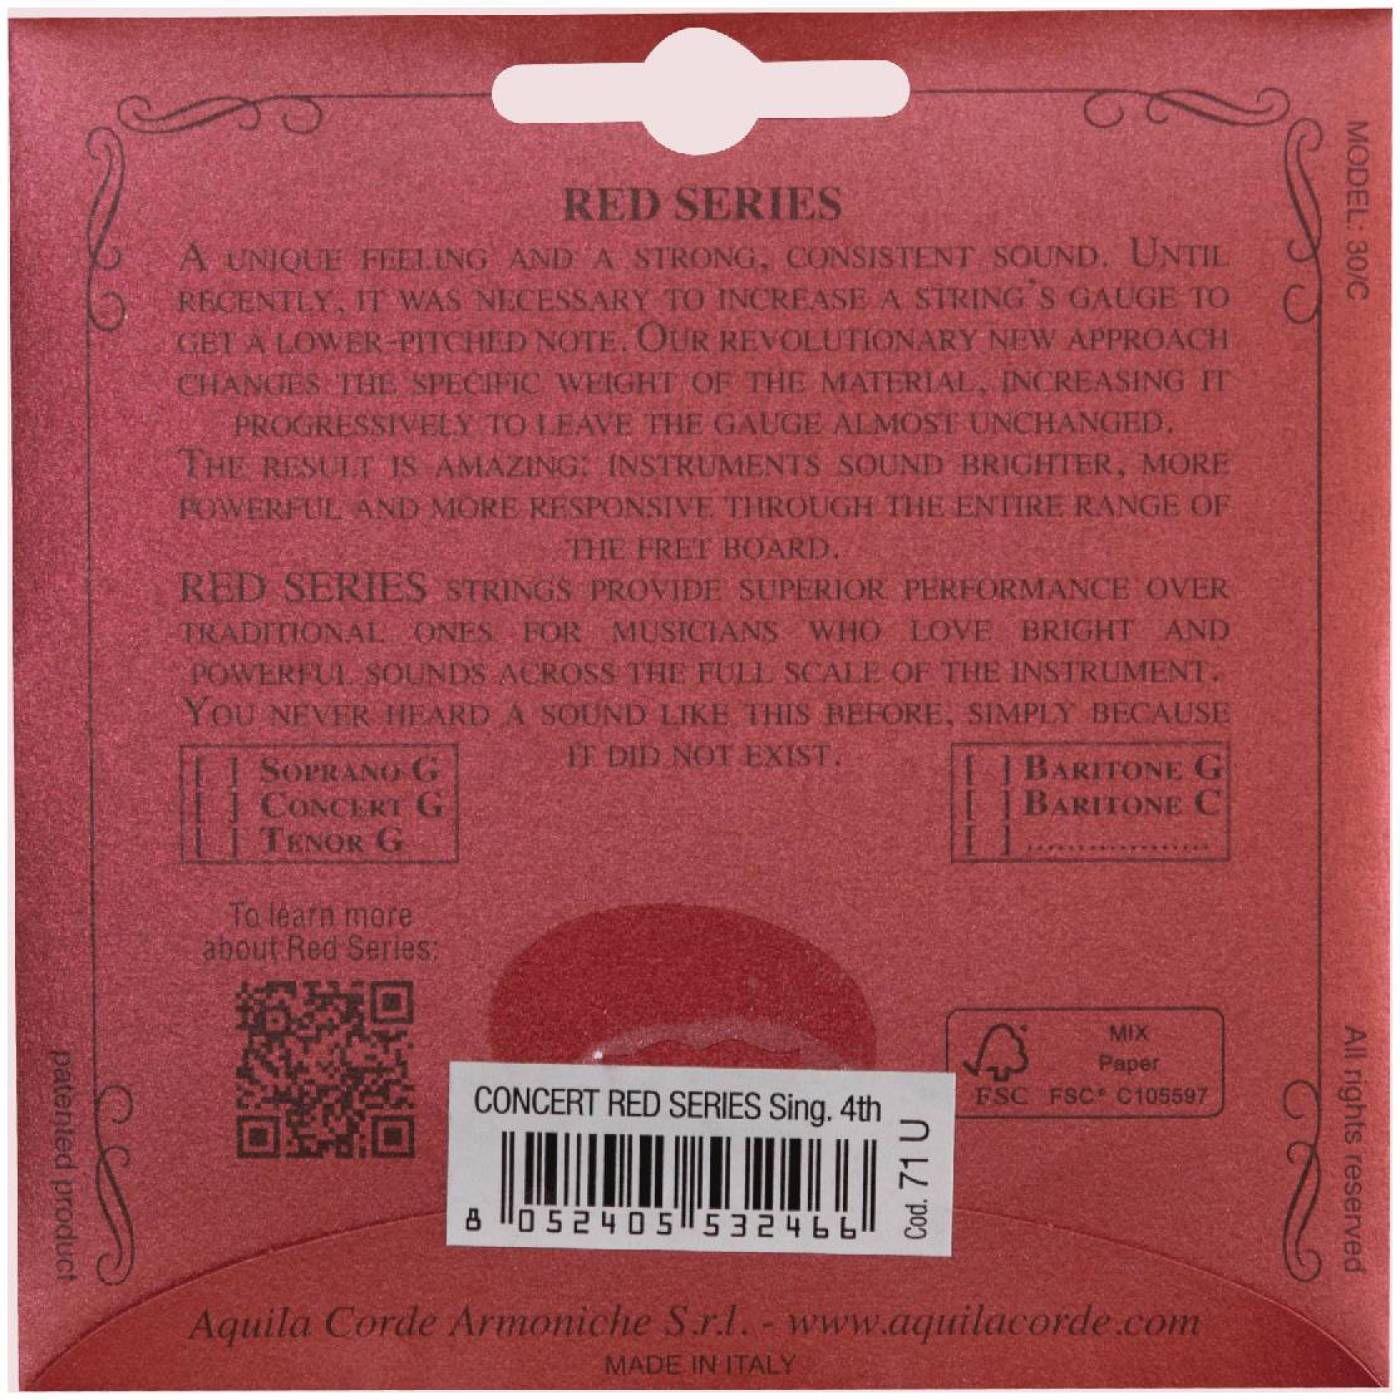 RED SERIES
A UNIQUE FEELING AND A STRONG, CONSISTENT SOUND. UNTIL
RECENTLY, IT WAS NECESSARY TO INCREASE A STRING'S GAUGE TO
GET A LOWER-PITCHED NOTE. OUR REVOLUTIONARY NEW APPROACH
CHANGES THE SPECIFIC WEIGHT OF THE MATERIAL, INCREASING IT
PROGRESSIVELY TO LEAVE THE GAUGE ALMOST UNCHANGED.
THE RESULT IS AMAZING: INSTRUMENTS SOUND BRIGHTER, MORE
POWERFUL AND MORE RESPONSIVE THROUGH THE ENTIRE RANGE OF
THE FRET BOARD.
RED SERIES STRINGS PROVIDE SUPERIOR PERFORMANCE OVER
TRADITIONAL ONES FOR MUSICIANS WHO LOVE BRIGHT AND
POWERFUL SOUNDS ACROSS THE FULL SCALE OF THE INSTRUMENT.
YOU NEVER HEARD A SOUND LIKE THIS BEFORE, SIMPLY BECAUSE
IT DID NOT EXIST.
[ ] SOPRANO G
[ ] CONCERT G
[ ] TENOR G
[ ] BARITONE G
[ ] BARITONE C
[ ] ....................
To learn more
about Red Series:
MIX
Paper
FSC FSC® C105597
CONCERT RED SERIES Sing. 4th
Cod. 71 U
8 052405 532466
Aquila Corde Armoniche S.r.l. - www.aquilacorde.com
MADE IN ITALY
patented product
MODEL: 30/C
All rights reserved